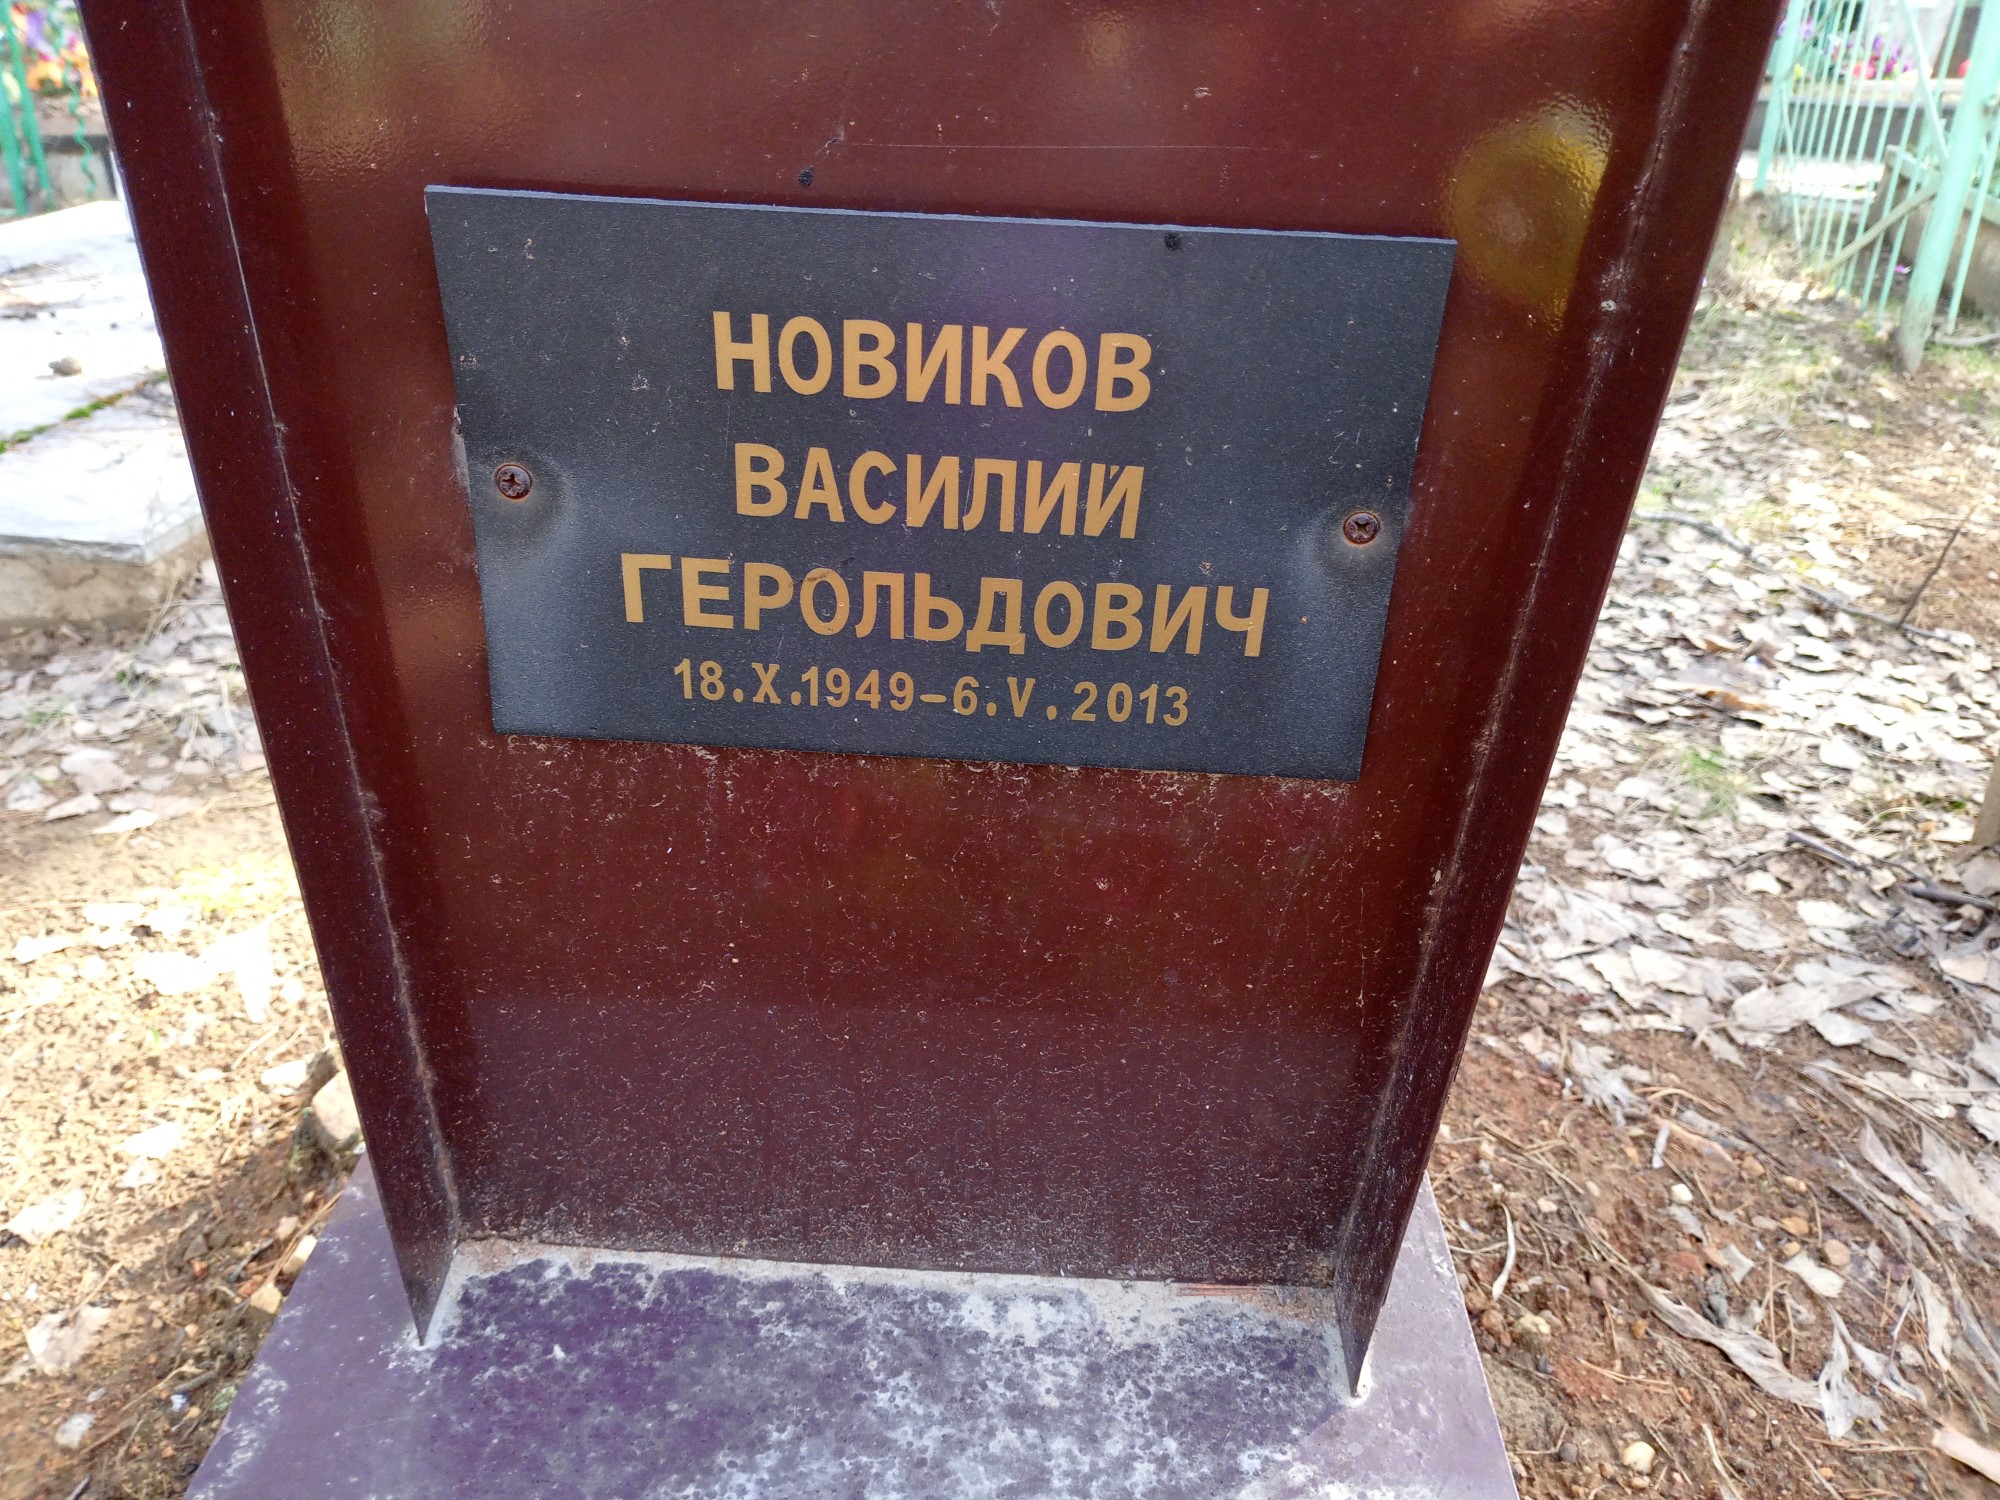 НОВИКОВ
ВАСИЛИЙ
ГЕРОЛЬДОВИЧ
18.X.1949-6.V.2013